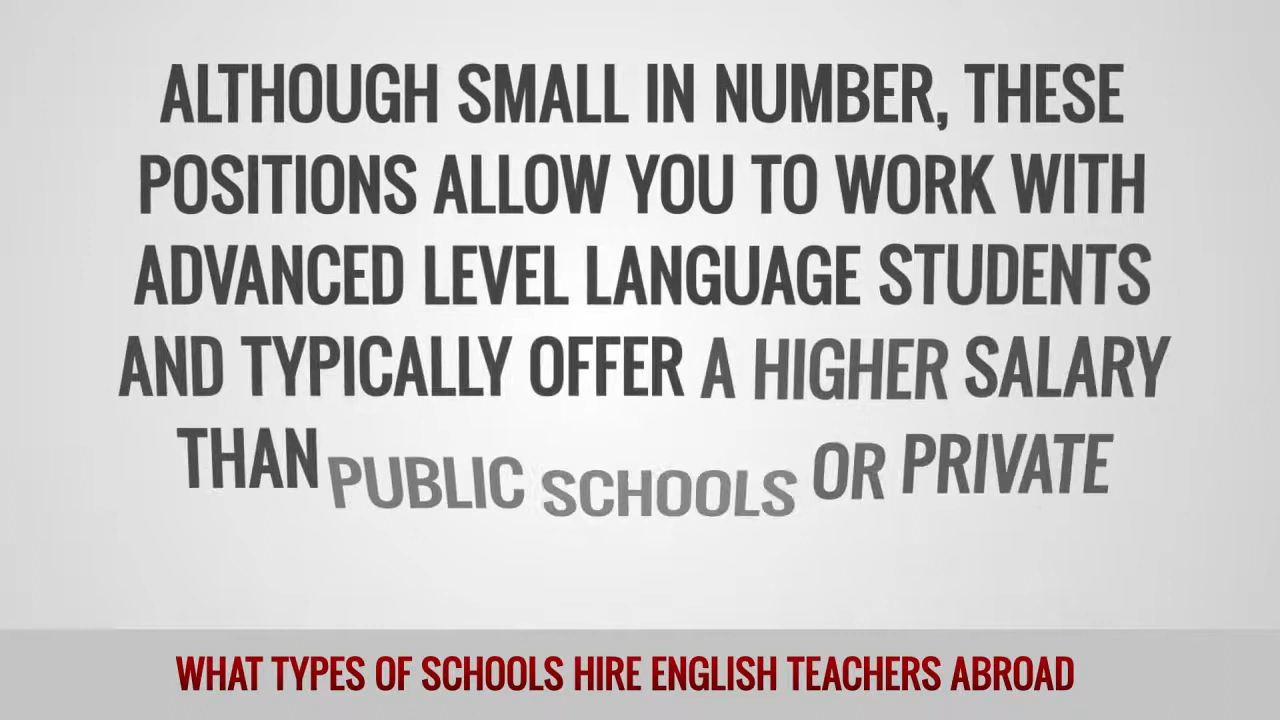 ALTHOUGH SMALL IN NUMBER, THESE
POSITIONS ALLOW YOU TO WORK WITH
ADVANCED LEVEL LANGUAGE STUDENTS
AND TYPICALLY OFFER A HIGHER SALARY
THAN PUBLIC SCHOOLS OR PRIVATE
WHAT TYPES OF SCHOOLS HIRE ENGLISH TEACHERS ABROAD